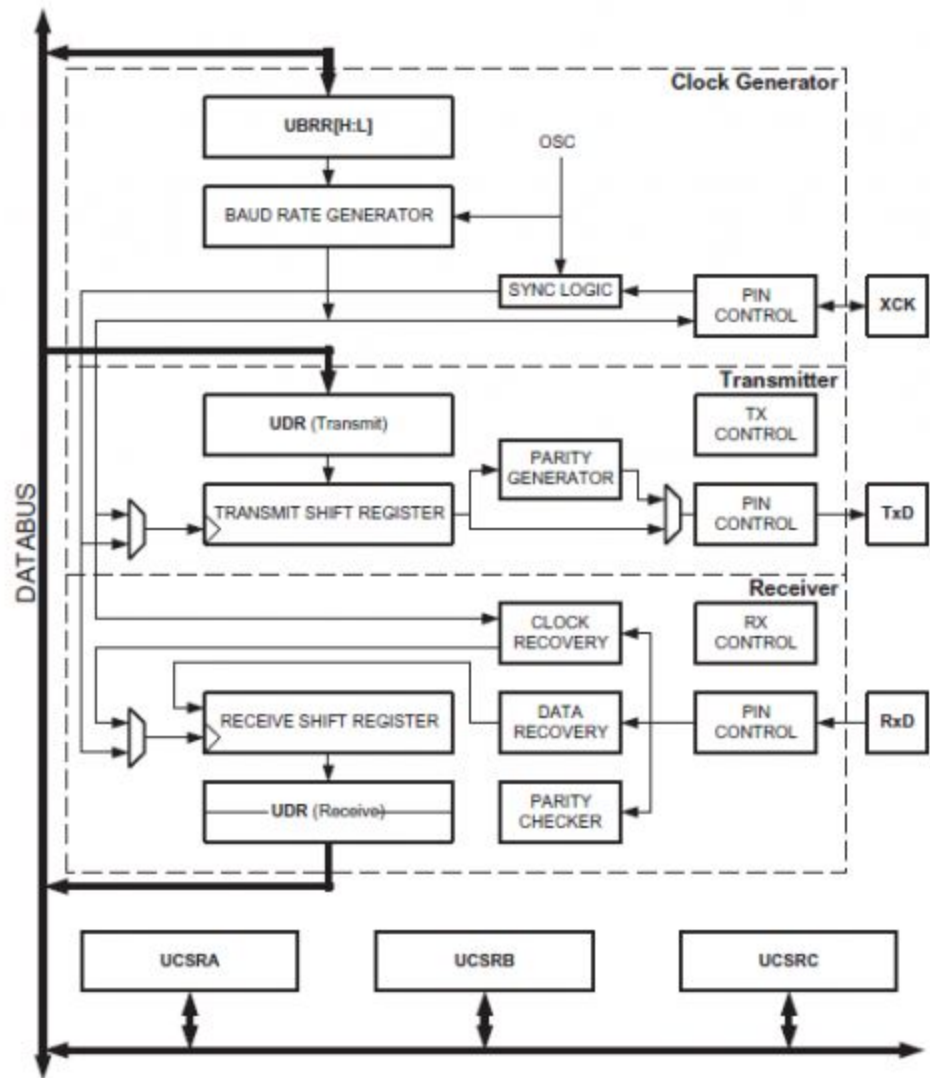 Clock Generator
UBRR[H:L]
OSC
BAUD RATE GENERATOR
SYNC LOGIC
PIN
CONTROL
XCK
Transmitter
UDR (Transmit)
TX
CONTROL
PARITY
GENERATOR
TRANSMIT SHIFT REGISTER
PIN
CONTROL
TxD
DATABUS
Receiver
CLOCK
RECOVERY
RX
CONTROL
RECEIVE SHIFT REGISTER
DATA
RECOVERY
PIN
CONTROL
RxD
UDR (Receive)
PARITY
CHECKER
UCSRA
UCSRB
UCSRC